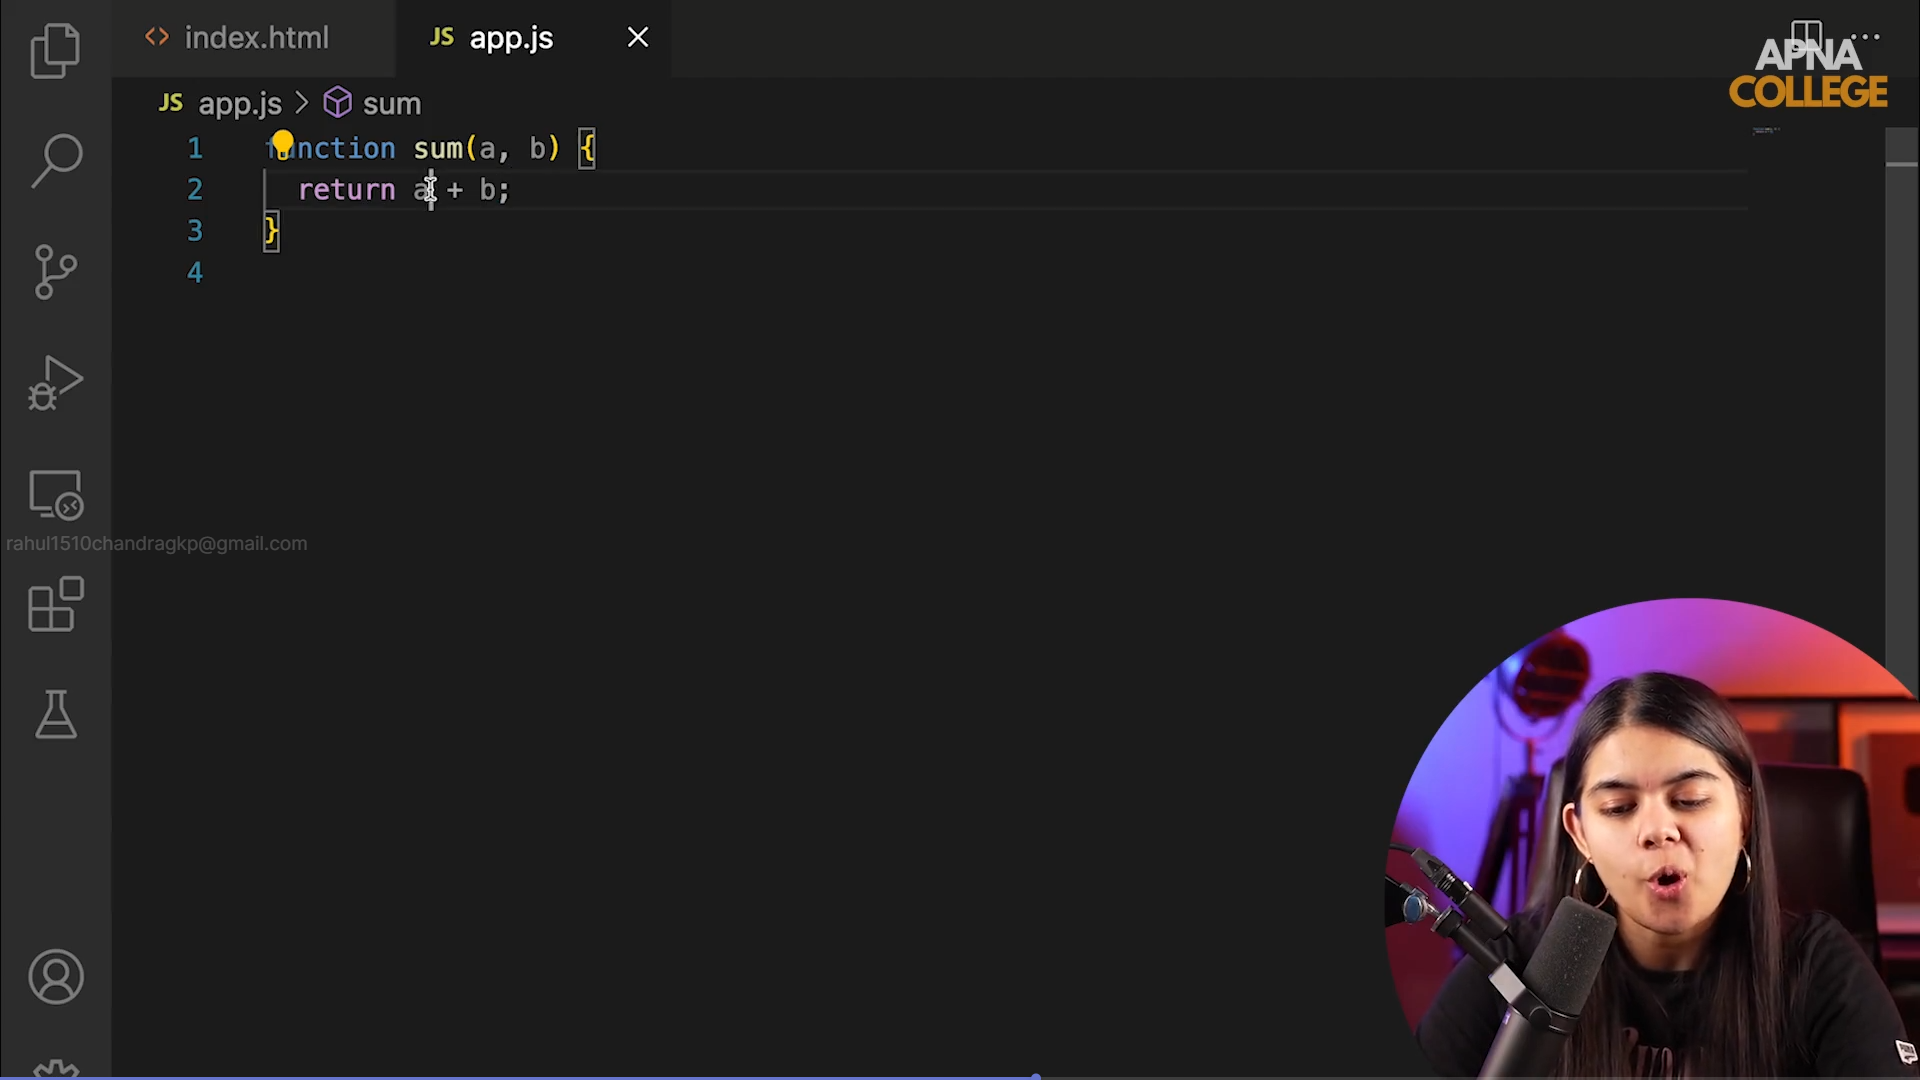 index.html
JS app.js
APNA
COLLEGE
JS app.js > sum
1 function sum(a, b) {
2 return a + b;
3 }
4
rahul1510chandragkp@gmail.com